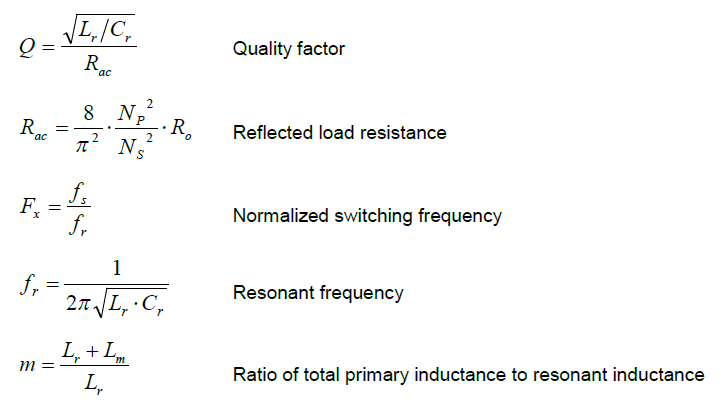 Q = √(L_r/C_r) / R_ac Quality factor
R_ac = 8/π² · N_P²/N_S² · R_o Reflected load resistance
F_x = f_s/f_r Normalized switching frequency
f_r = 1 / (2π√(L_r · C_r)) Resonant frequency
m = (L_r + L_m) / L_r Ratio of total primary inductance to resonant inductance